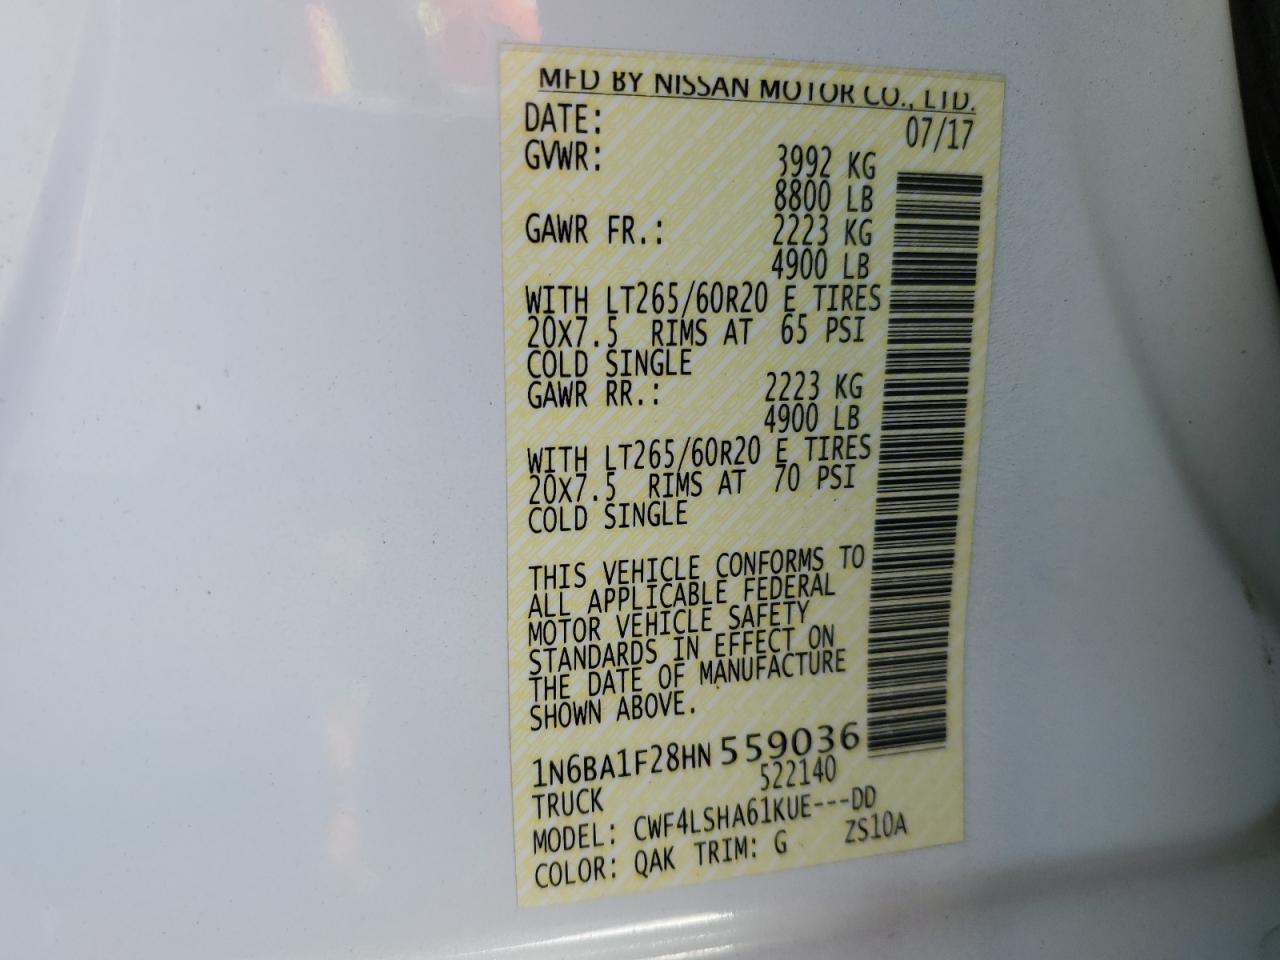 MFD BY NISSAN MOTOR CO., LTD.
DATE: 07/17
GVWR: 3992 KG
8800 LB
GAWR FR.: 2223 KG
4900 LB
WITH LT265/60R20 E TIRES
20X7.5 RIMS AT 65 PSI
COLD SINGLE
GAWR RR.: 2223 KG
4900 LB
WITH LT265/60R20 E TIRES
20X7.5 RIMS AT 70 PSI
COLD SINGLE
THIS VEHICLE CONFORMS TO
ALL APPLICABLE FEDERAL
MOTOR VEHICLE SAFETY
STANDARDS IN EFFECT ON
THE DATE OF MANUFACTURE
SHOWN ABOVE.
1N6BA1F28HN559036
TRUCK 522140
MODEL: CWF4LSHA61KUE---DD
COLOR: QAK TRIM: G ZS10A